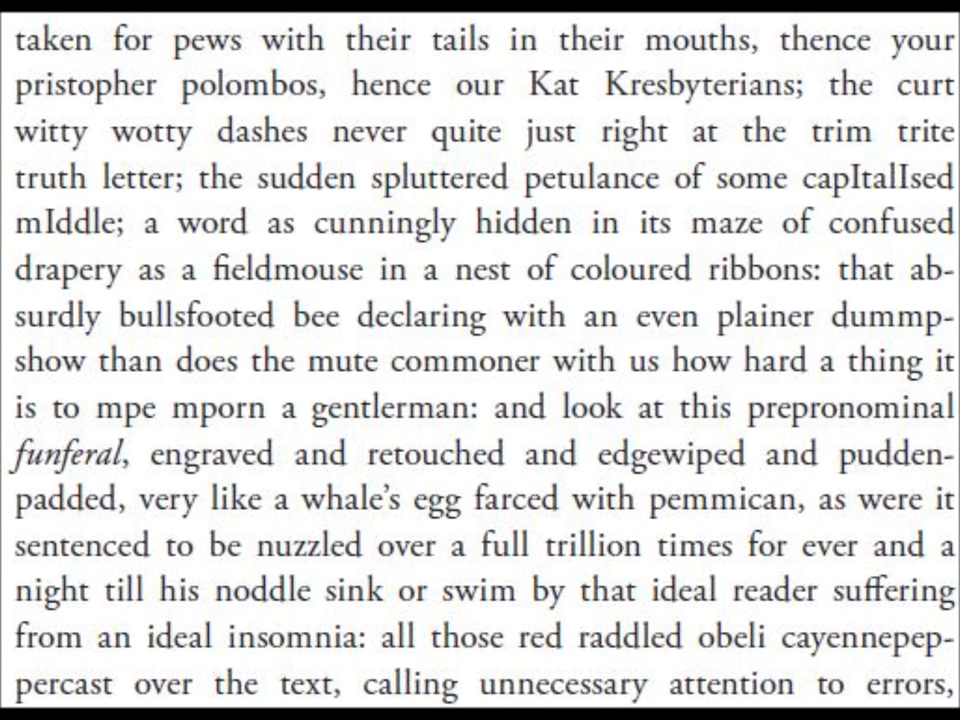 taken for pews with their tails in their mouths, thence your
pristopher polombos, hence our Kat Kresbyterians; the curt
witty wotty dashes never quite just right at the trim trite
truth letter; the sudden spluttered petulance of some capItalIsed
mIddle; a word as cunningly hidden in its maze of confused
drapery as a fieldmouse in a nest of coloured ribbons: that ab-
surdly bullsfooted bee declaring with an even plainer dummp-
show than does the mute commoner with us how hard a thing it
is to mpe mporn a gentlerman: and look at this prepronominal
funferal, engraved and retouched and edgewiped and pudden-
padded, very like a whale’s egg farced with pemmican, as were it
sentenced to be nuzzled over a full trillion times for ever and a
night till his noddle sink or swim by that ideal reader suffering
from an ideal insomnia: all those red raddled obeli cayennepep-
percast over the text, calling unnecessary attention to errors,